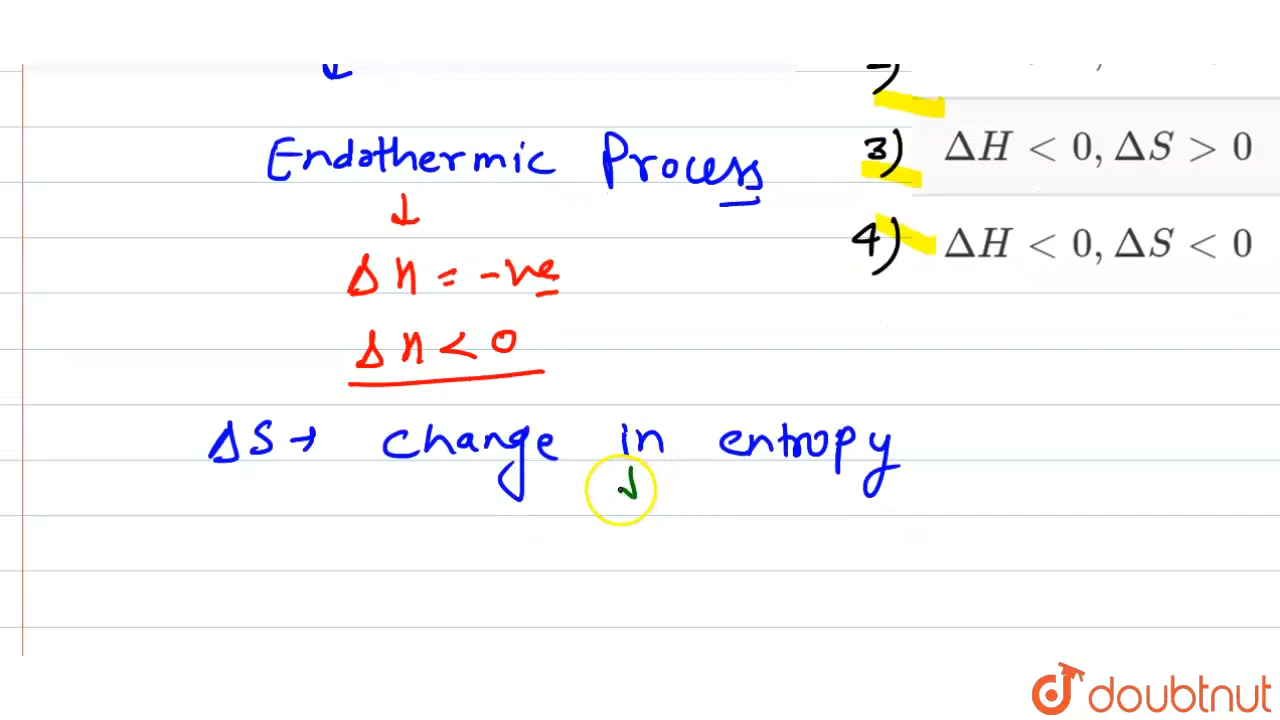 Endothermic Process
↓
ΔH = -ve
ΔH < 0
ΔS → Change in entropy
↓
3) ΔH < 0, ΔS > 0
4) ΔH < 0, ΔS < 0
doubtnut